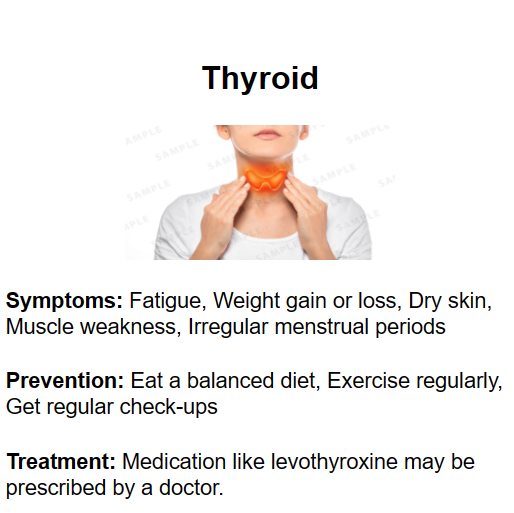 Thyroid
SAMPLE
SAMPLE
SAMPLE
SAMPLE
SAMPLE
Symptoms: Fatigue, Weight gain or loss, Dry skin,
Muscle weakness, Irregular menstrual periods
Prevention: Eat a balanced diet, Exercise regularly,
Get regular check-ups
Treatment: Medication like levothyroxine may be
prescribed by a doctor.